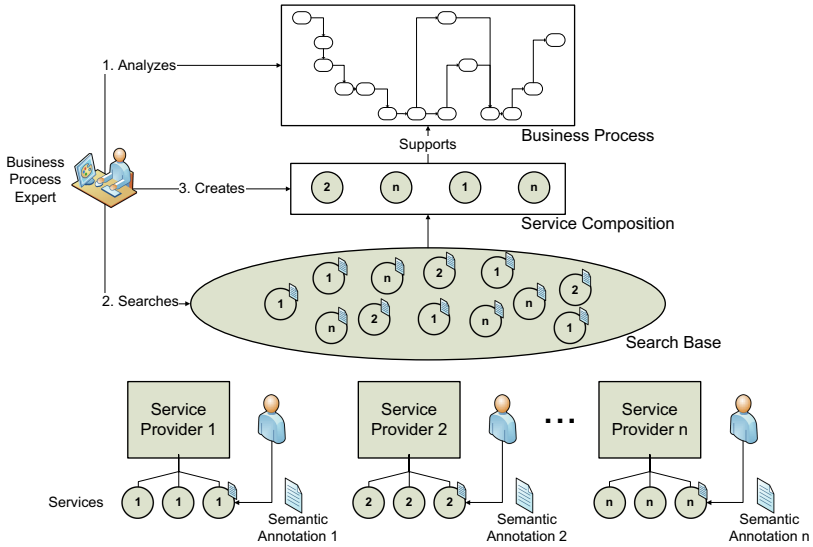 1. Analyzes
Business Process
Supports
Business
Process
Expert
3. Creates
2
n
1
n
Service Composition
2. Searches
1
1
n
2
1
n
2
n
2
1
n
1
1
Search Base
Service
Provider 1
Service
Provider 2
...
Service
Provider n
Services
1
1
1
2
2
2
n
n
n
Semantic
Annotation 1
Semantic
Annotation 2
Semantic
Annotation n